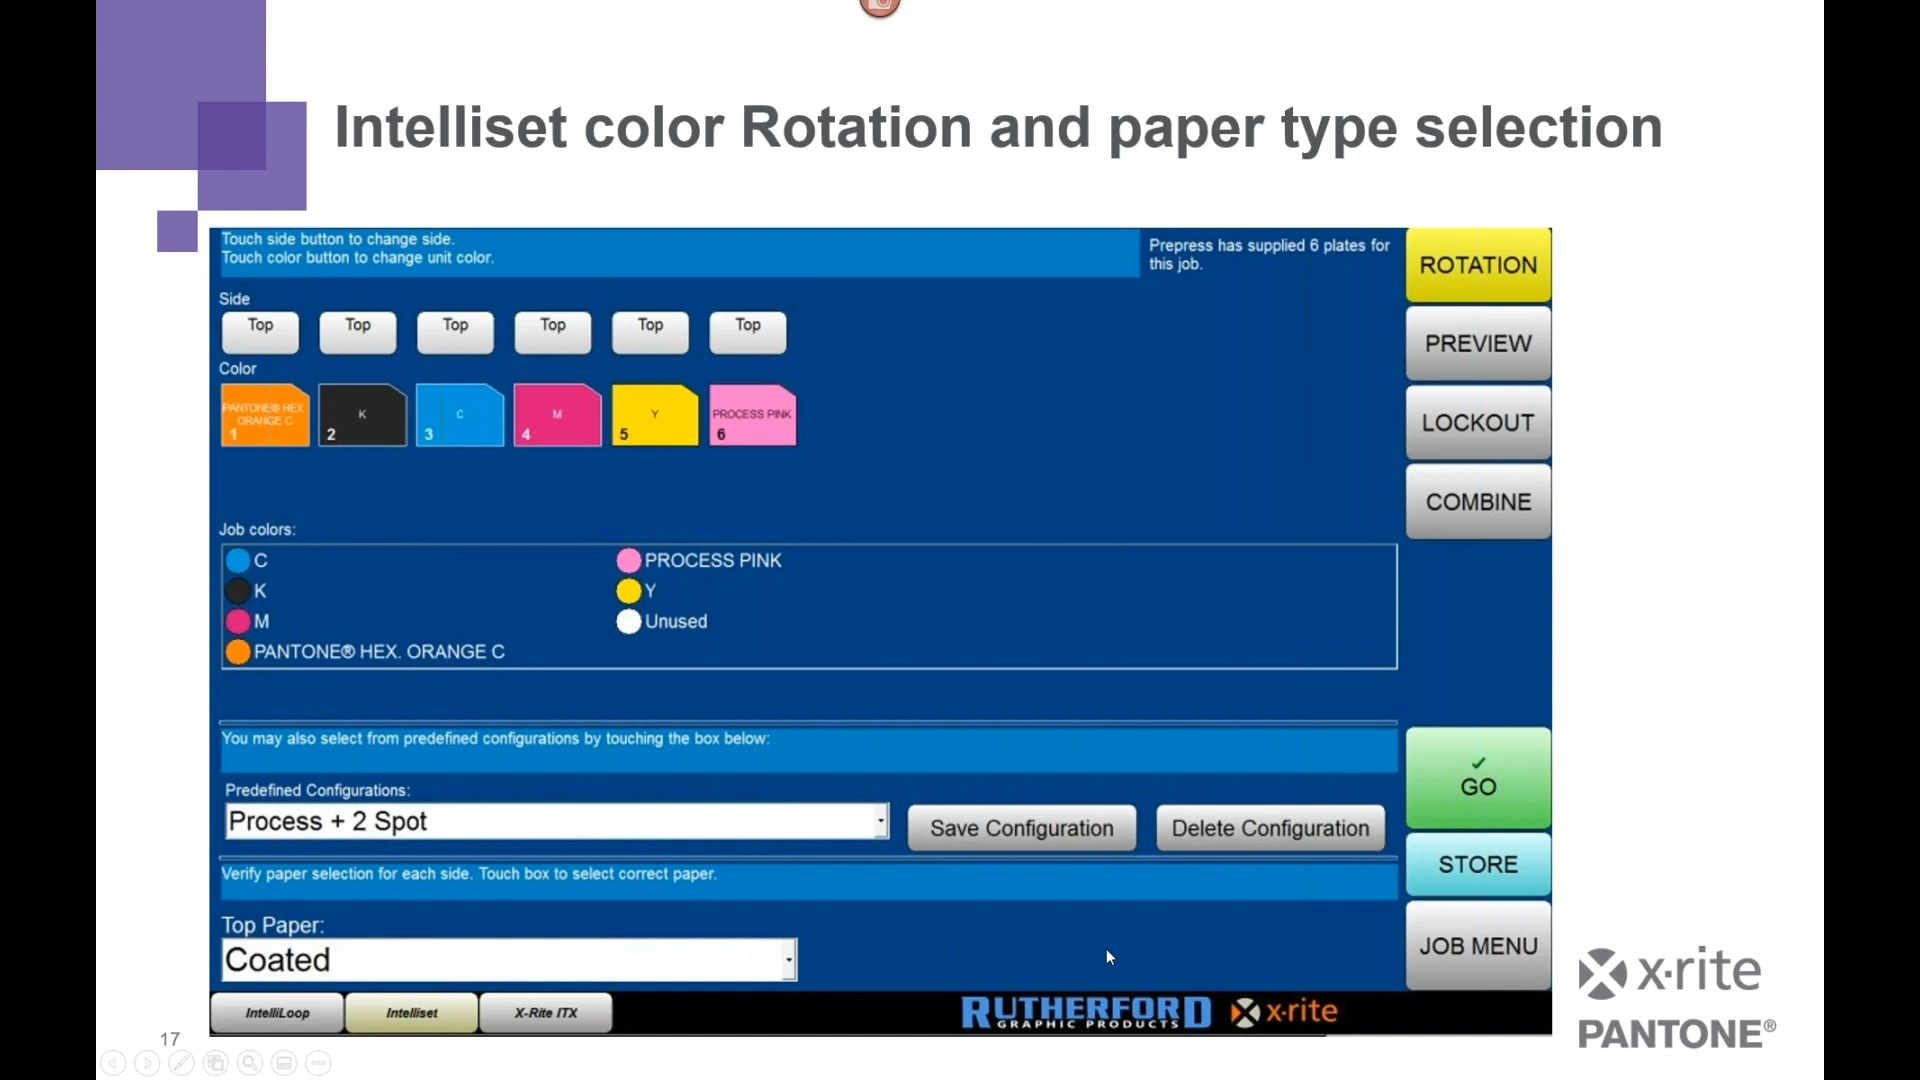 Intelliset color Rotation and paper type selection
Touch side button to change side.
Touch color button to change unit color.
Prepress has supplied 6 plates for
this job.
ROTATION
PREVIEW
LOCKOUT
COMBINE
Side
Top Top Top Top Top Top
Color
PANTONE® HEX.
ORANGE C
1
K
2
C
3
M
4
Y
5
PROCESS PINK
6
Job colors:
C
K
M
PANTONE® HEX. ORANGE C
PROCESS PINK
Y
Unused
You may also select from predefined configurations by touching the box below:
Predefined Configurations:
Process + 2 Spot
Save Configuration
Delete Configuration
Verify paper selection for each side. Touch box to select correct paper.
Top Paper:
Coated
✓
GO
STORE
JOB MENU
IntelliLoop
Intelliset
X-Rite ITX
RUTHERFORD
GRAPHIC PRODUCTS
x·rite
x·rite
PANTONE®
17